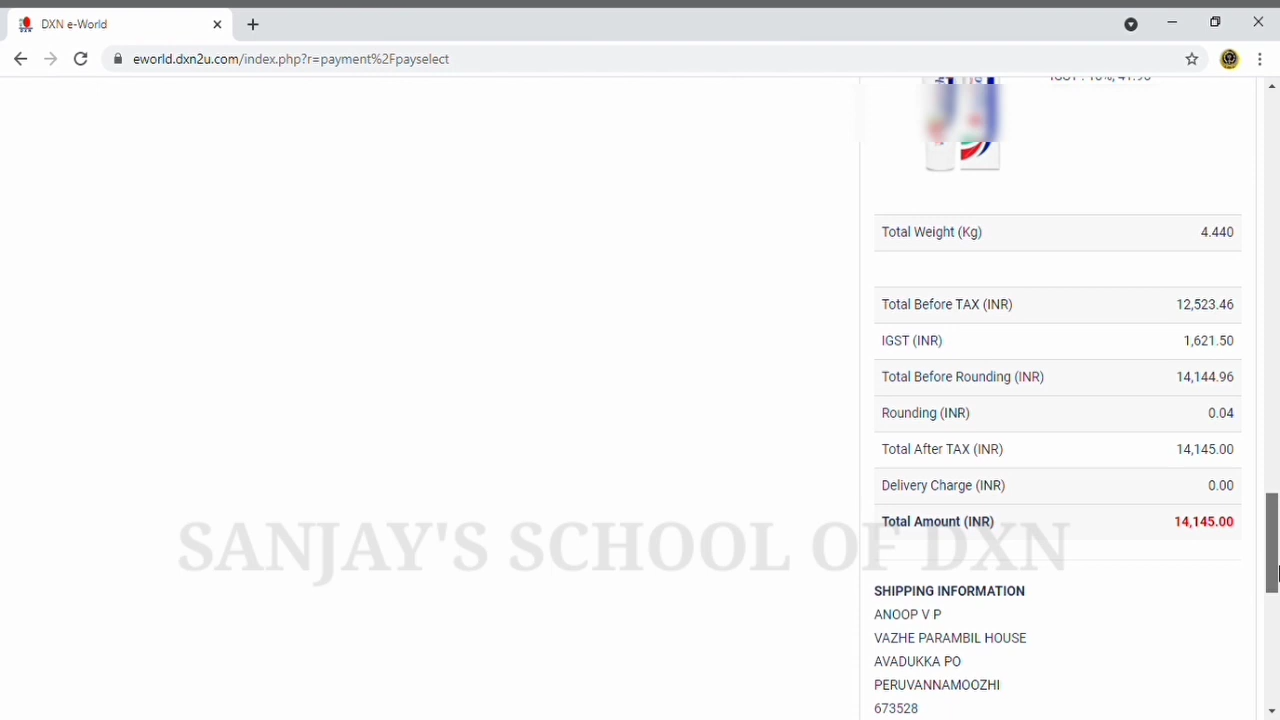 DXN e-World
eworld.dxn2u.com/index.php?r=payment%2Fpayselect
Total Weight (Kg) 4.440
Total Before TAX (INR) 12,523.46
IGST (INR) 1,621.50
Total Before Rounding (INR) 14,144.96
Rounding (INR) 0.04
Total After TAX (INR) 14,145.00
Delivery Charge (INR) 0.00
Total Amount (INR) 14,145.00
SANJAY'S SCHOOL OF DXN
SHIPPING INFORMATION
ANOOP V P
VAZHE PARAMBIL HOUSE
AVADUKKA PO
PERUVANNAMOOZHI
673528